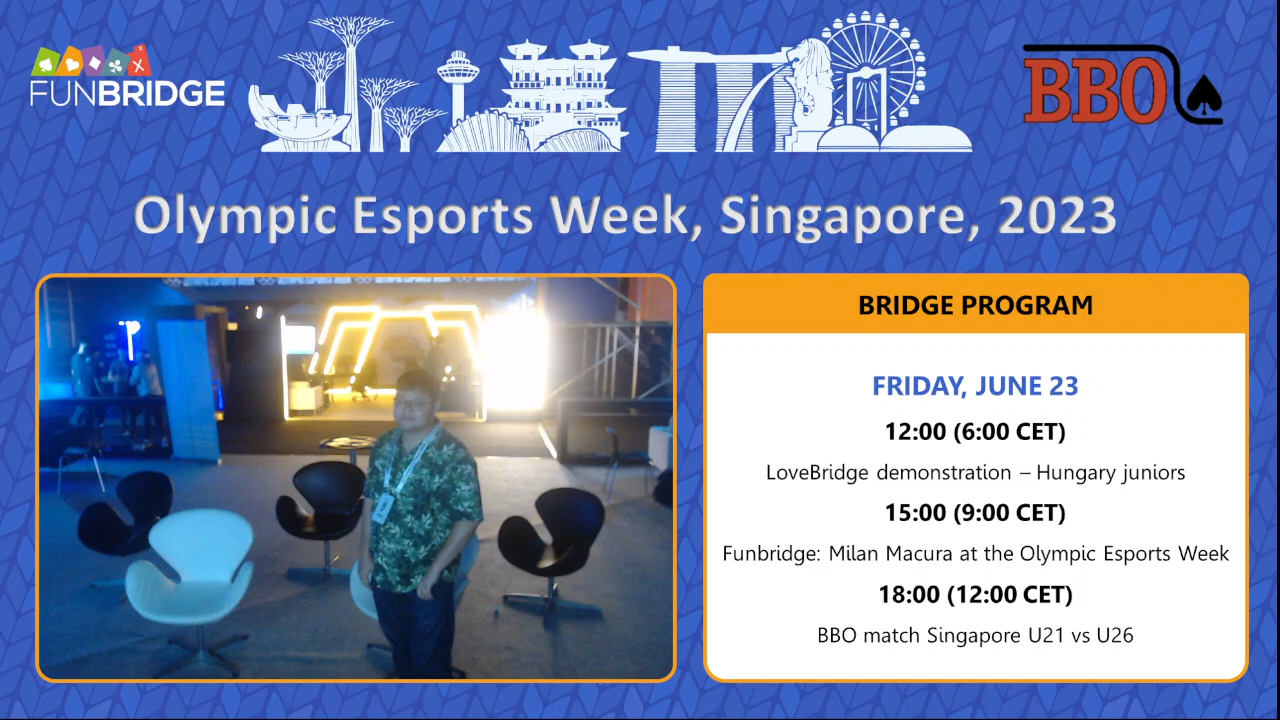 FUNBRIDGE
BBO
Olympic Esports Week, Singapore, 2023
BRIDGE PROGRAM
FRIDAY, JUNE 23
12:00 (6:00 CET)
LoveBridge demonstration – Hungary juniors
15:00 (9:00 CET)
Funbridge: Milan Macura at the Olympic Esports Week
18:00 (12:00 CET)
BBO match Singapore U21 vs U26